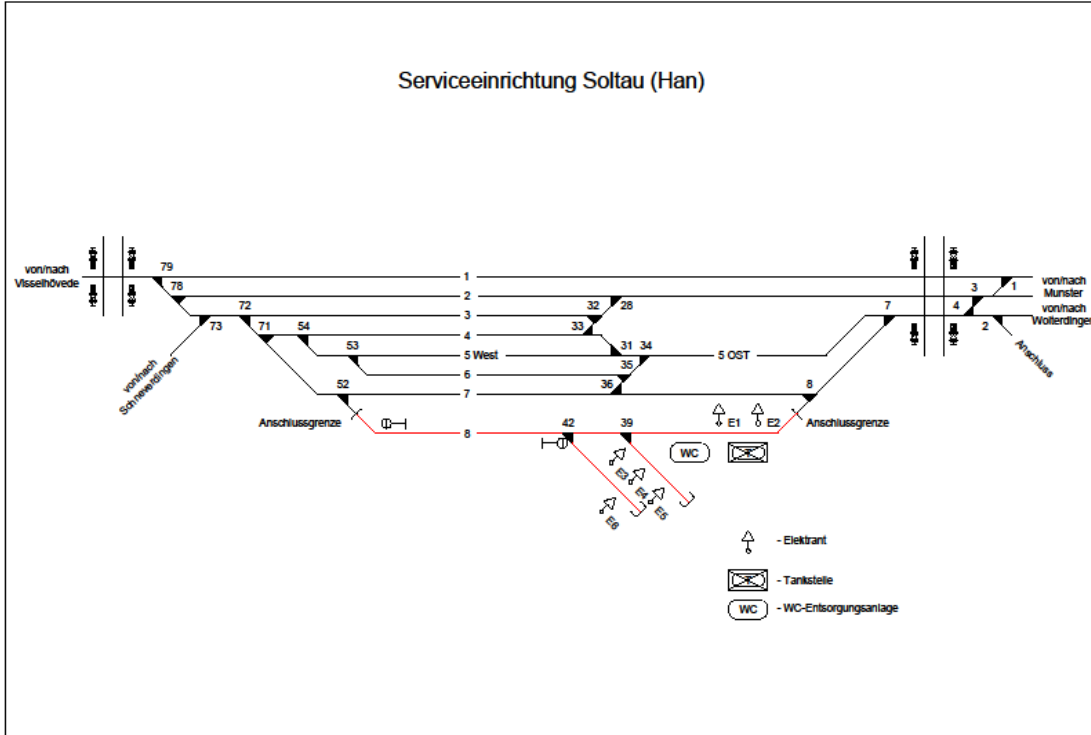 Serviceeinrichtung Soltau (Han)
von/nach
Visselhövede
79
78
1
2
3
4
5 West
6
7
8
73
72
71
54
53
52
von/nach
Schneverdingen
32
28
33
31
34
35
36
5 OST
7
3
1
4
2
von/nach
Munster
von/nach
Wolterdingen
Anschluss
8
Anschlussgrenze
Anschlussgrenze
42
39
E1
E2
E3
E4
E5
E6
WC
- Elektrant
- Tankstelle
WC
- WC-Entsorgungsanlage